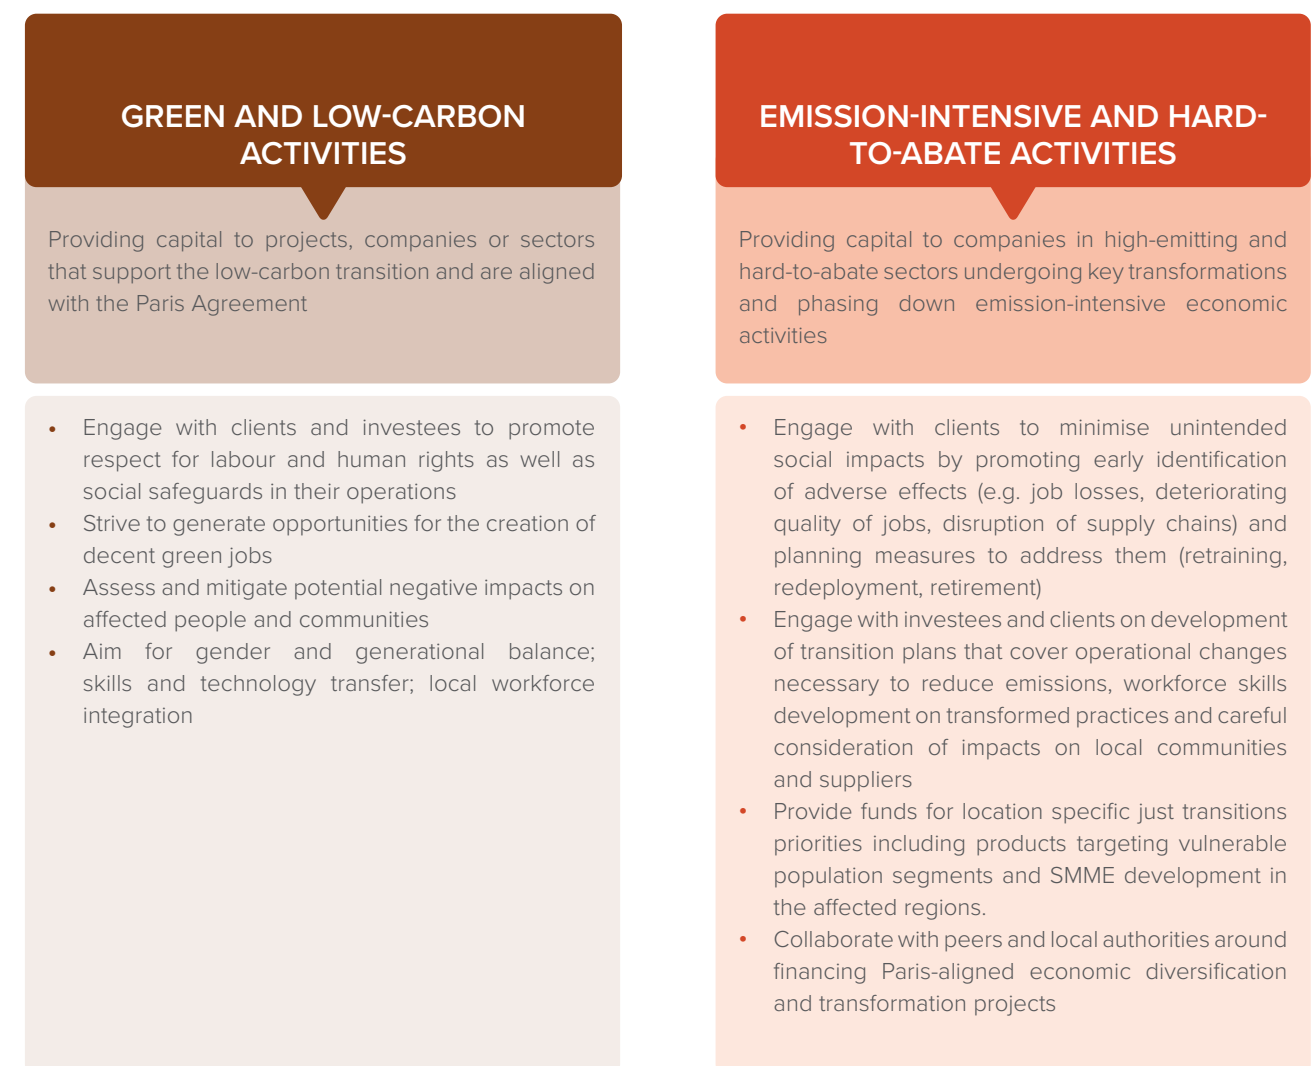 GREEN AND LOW-CARBON
ACTIVITIES
Providing capital to projects, companies or sectors
that support the low-carbon transition and are aligned
with the Paris Agreement
• Engage with clients and investees to promote
respect for labour and human rights as well as
social safeguards in their operations
• Strive to generate opportunities for the creation of
decent green jobs
• Assess and mitigate potential negative impacts on
affected people and communities
• Aim for gender and generational balance;
skills and technology transfer; local workforce
integration
EMISSION-INTENSIVE AND HARD-
TO-ABATE ACTIVITIES
Providing capital to companies in high-emitting and
hard-to-abate sectors undergoing key transformations
and phasing down emission-intensive economic
activities
• Engage with clients to minimise unintended
social impacts by promoting early identification
of adverse effects (e.g. job losses, deteriorating
quality of jobs, disruption of supply chains) and
planning measures to address them (retraining,
redeployment, retirement)
• Engage with investees and clients on development
of transition plans that cover operational changes
necessary to reduce emissions, workforce skills
development on transformed practices and careful
consideration of impacts on local communities
and suppliers
• Provide funds for location specific just transitions
priorities including products targeting vulnerable
population segments and SMME development in
the affected regions.
• Collaborate with peers and local authorities around
financing Paris-aligned economic diversification
and transformation projects